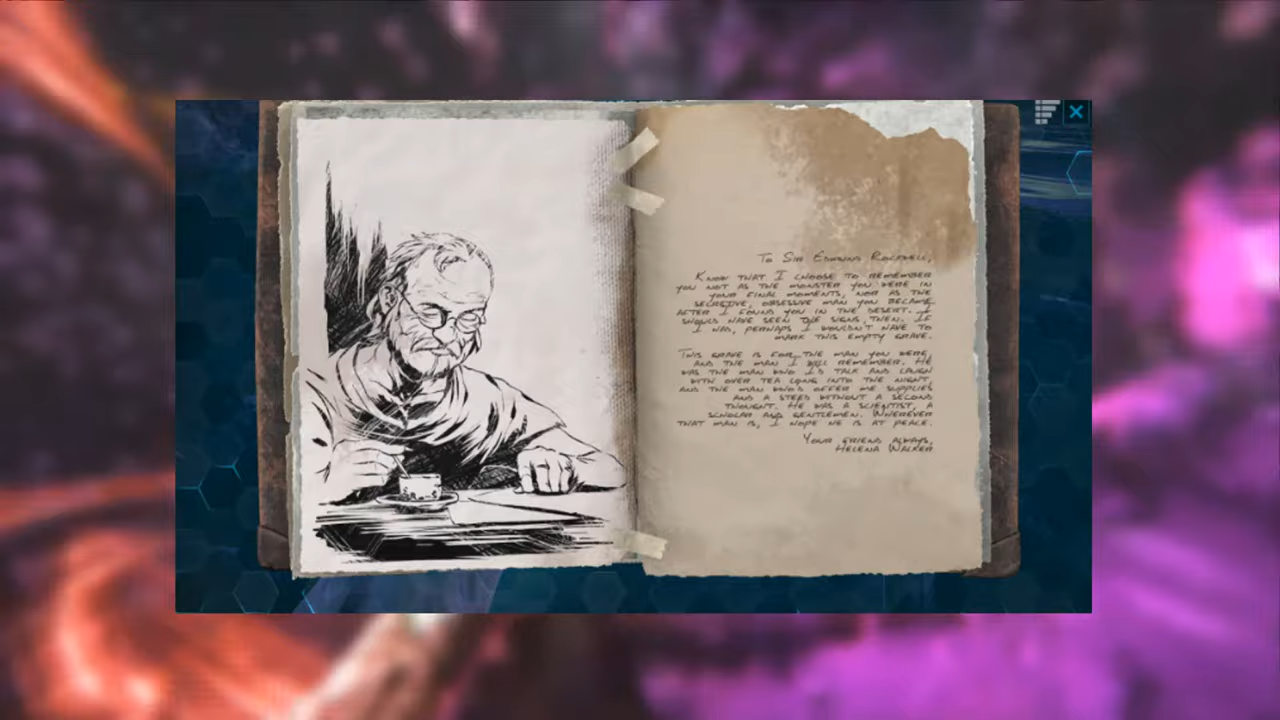 To Sir Edmund Rockwell,
Know that I choose to remember
you not as the monster you were in
your final moments, nor as the
secretive, obsessive man you became
after I found you in the desert. I
should have seen the signs, then. If
I was, perhaps I wouldn't have to
mark this empty grave.
This grave is for the man you were,
and the man I will remember. He
was the man who I'd talk and laugh
with over tea long into the night,
and the man who'd offer me supplies
and a steed without a second
thought. He was a scientist, a
scholar and gentlemen. Wherever
that man is, I hope he is at peace.
Your friend always,
Helena Walker